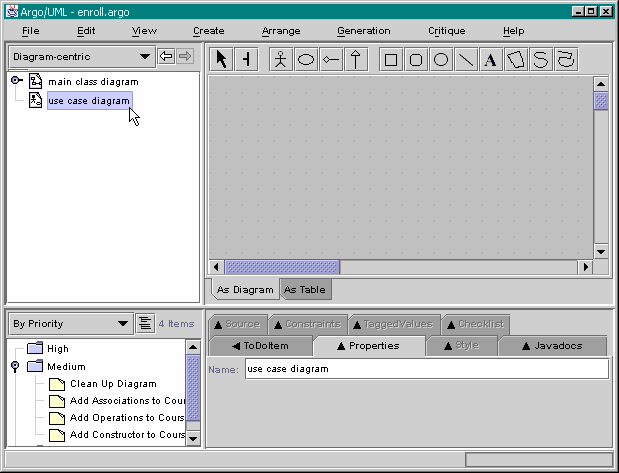 Argo/UML - enroll.argo
File Edit View Create Arrange Generation Critique Help
Diagram-centric
main class diagram
use case diagram
A
As Diagram As Table
By Priority 4 Items
High
Medium
Clean Up Diagram
Add Associations to Cours
Add Operations to Cours
Add Constructor to Cours
Source Constraints TaggedValues Checklist
ToDoItem Properties Style Javadocs
Name: use case diagram